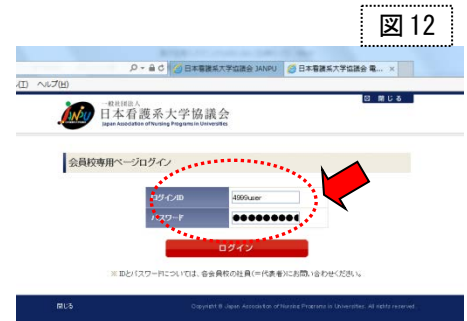 図 12
日本看護系大学協議会 JANPU
日本看護系大学協議会 電... ×
ヘルプ(H)
閉じる
一般社団法人
日本看護系大学協議会
Japan Association of Nursing Programs in Universities
会員校専用ページログイン
ログインID
4999user
パスワード
●●●●●●●●●
ログイン
※ IDとパスワードについては、各会員校の社員(=代表者)にお問い合わせください。
閉じる
Copyright © Japan Association of Nursing Programs in Universities. All rights reserved.